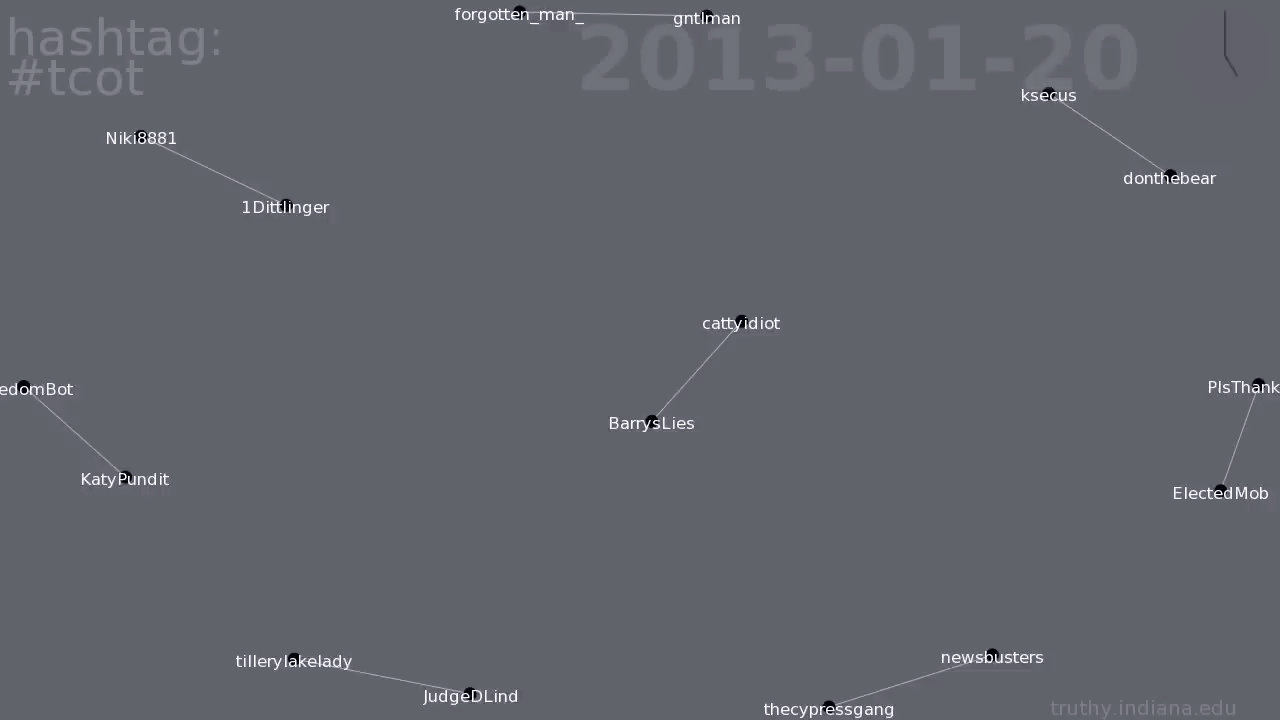 forgotten_man_
gntlman
hashtag:
#tcot
2013-01-20
ksecus
Niki8881
donthebear
1Dittlinger
cattyidiot
edomBot
PlsThank
BarrysLies
KatyPundit
ElectedMob
tillerylakelady
newsbusters
JudgeDLind
thecypressgang
truthy.indiana.edu